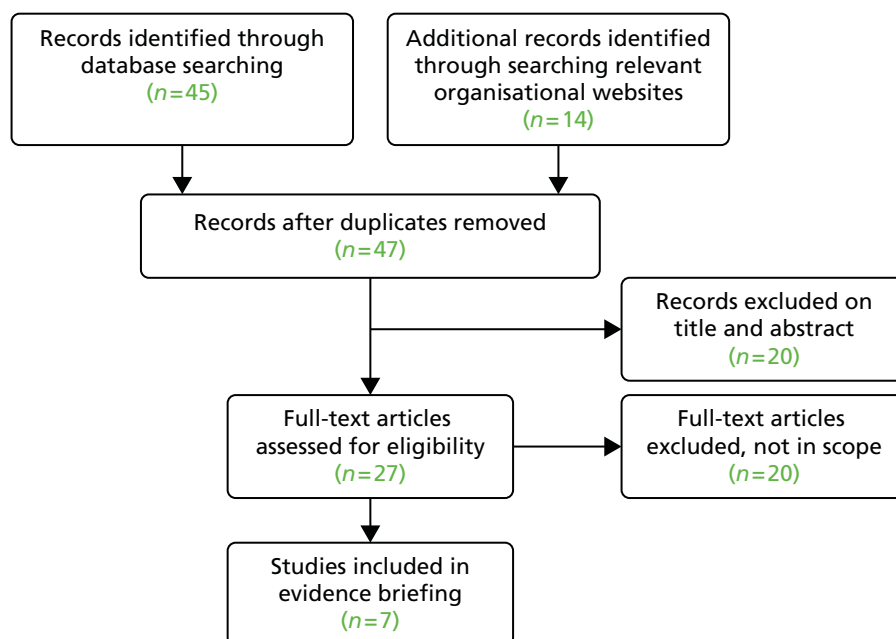 Records identified through
database searching
(n=45)
Additional records identified
through searching relevant
organisational websites
(n=14)
Records after duplicates removed
(n=47)
Records excluded on
title and abstract
(n=20)
Full-text articles
assessed for eligibility
(n=27)
Full-text articles
excluded, not in scope
(n=20)
Studies included in
evidence briefing
(n=7)